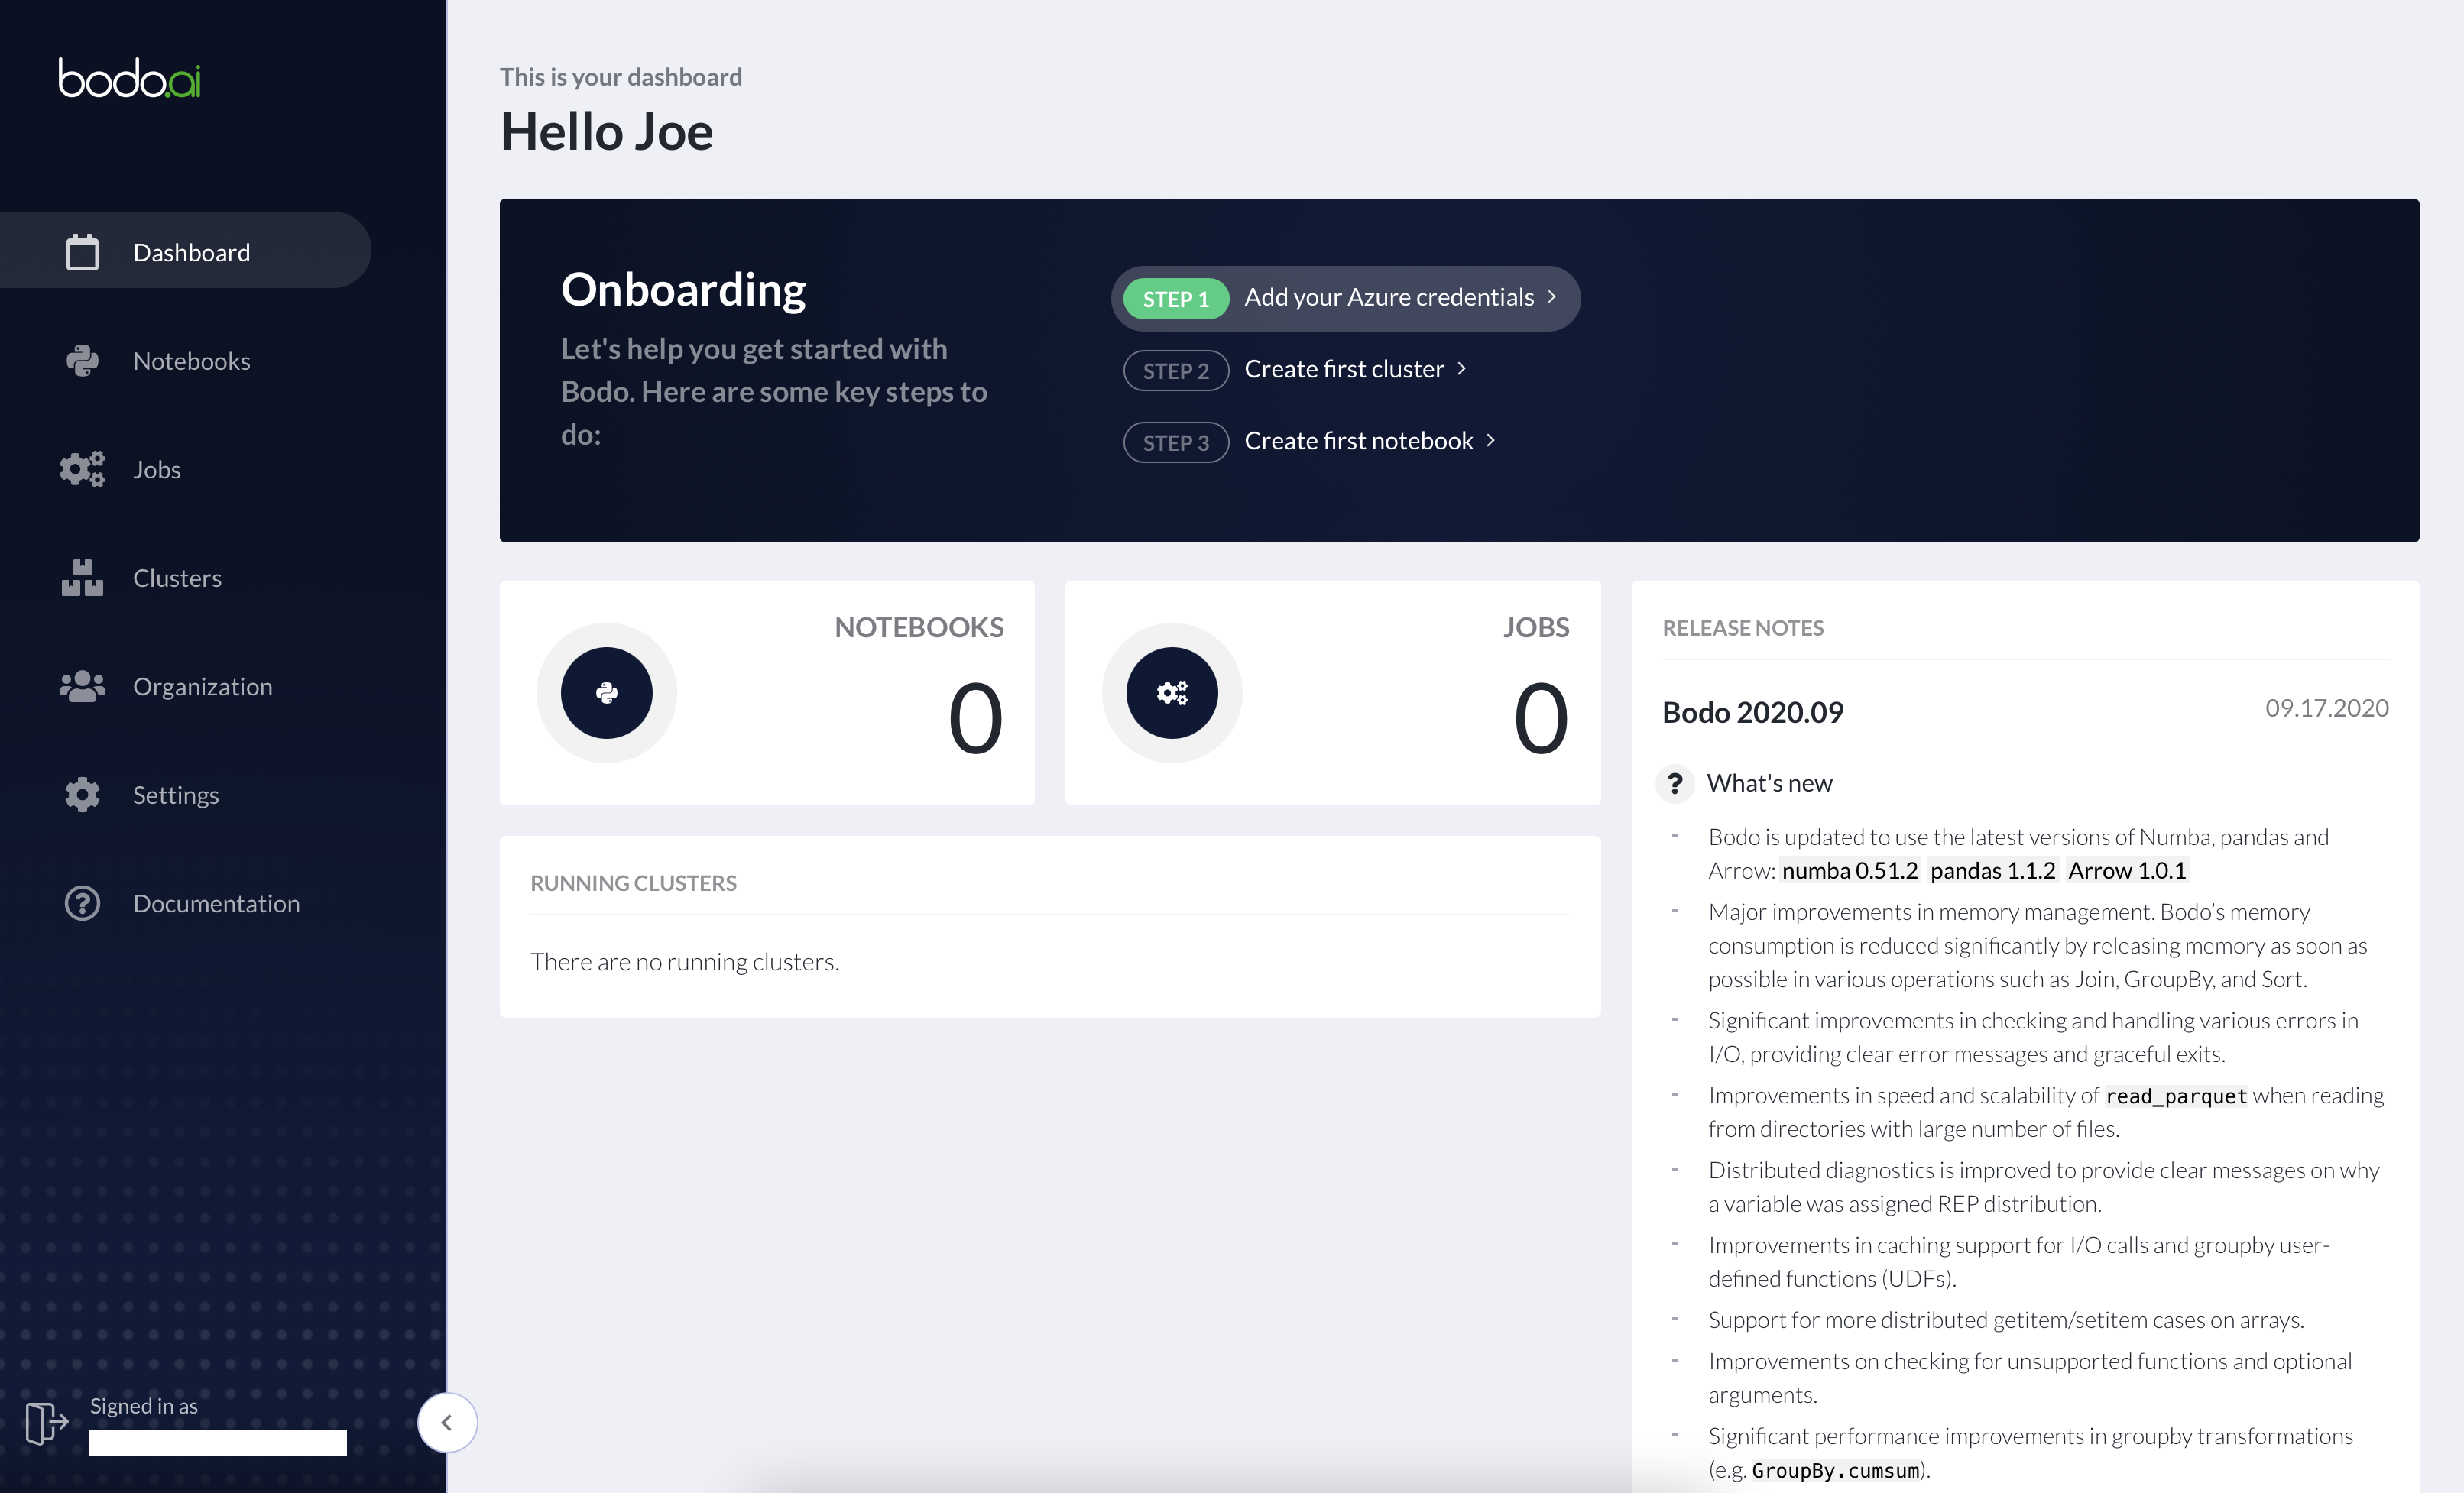 bodo.ai
Dashboard
Notebooks
Jobs
Clusters
Organization
Settings
Documentation
Signed in as
This is your dashboard
Hello Joe
Onboarding
Let's help you get started with
Bodo. Here are some key steps to
do:
STEP 1 Add your Azure credentials
STEP 2 Create first cluster
STEP 3 Create first notebook
NOTEBOOKS
0
JOBS
0
RUNNING CLUSTERS
There are no running clusters.
RELEASE NOTES
Bodo 2020.09 09.17.2020
? What's new
- Bodo is updated to use the latest versions of Numba, pandas and
Arrow: numba 0.51.2 pandas 1.1.2 Arrow 1.0.1
- Major improvements in memory management. Bodo’s memory
consumption is reduced significantly by releasing memory as soon as
possible in various operations such as Join, GroupBy, and Sort.
- Significant improvements in checking and handling various errors in
I/O, providing clear error messages and graceful exits.
- Improvements in speed and scalability of read_parquet when reading
from directories with large number of files.
- Distributed diagnostics is improved to provide clear messages on why
a variable was assigned REP distribution.
- Improvements in caching support for I/O calls and groupby user-
defined functions (UDFs).
- Support for more distributed getitem/setitem cases on arrays.
- Improvements on checking for unsupported functions and optional
arguments.
- Significant performance improvements in groupby transformations
(e.g. GroupBy.cumsum).